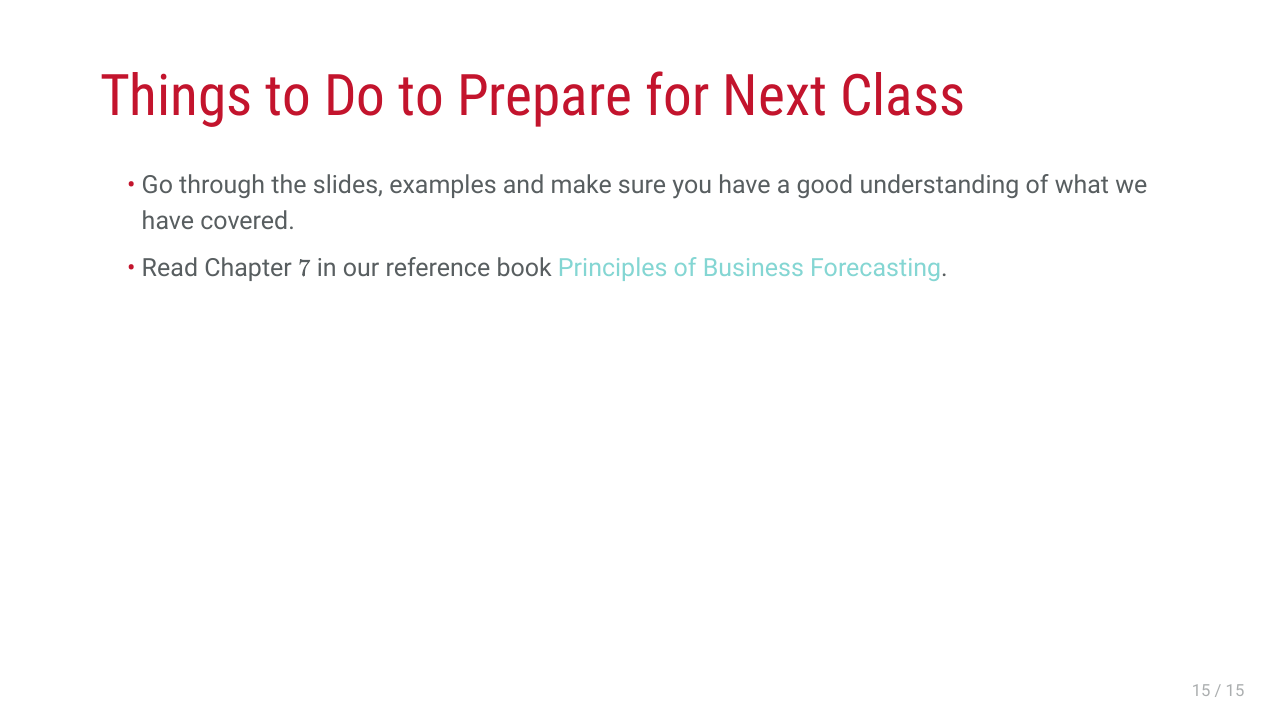 Things to Do to Prepare for Next Class
• Go through the slides, examples and make sure you have a good understanding of what we
have covered.
• Read Chapter 7 in our reference book Principles of Business Forecasting.
15 / 15